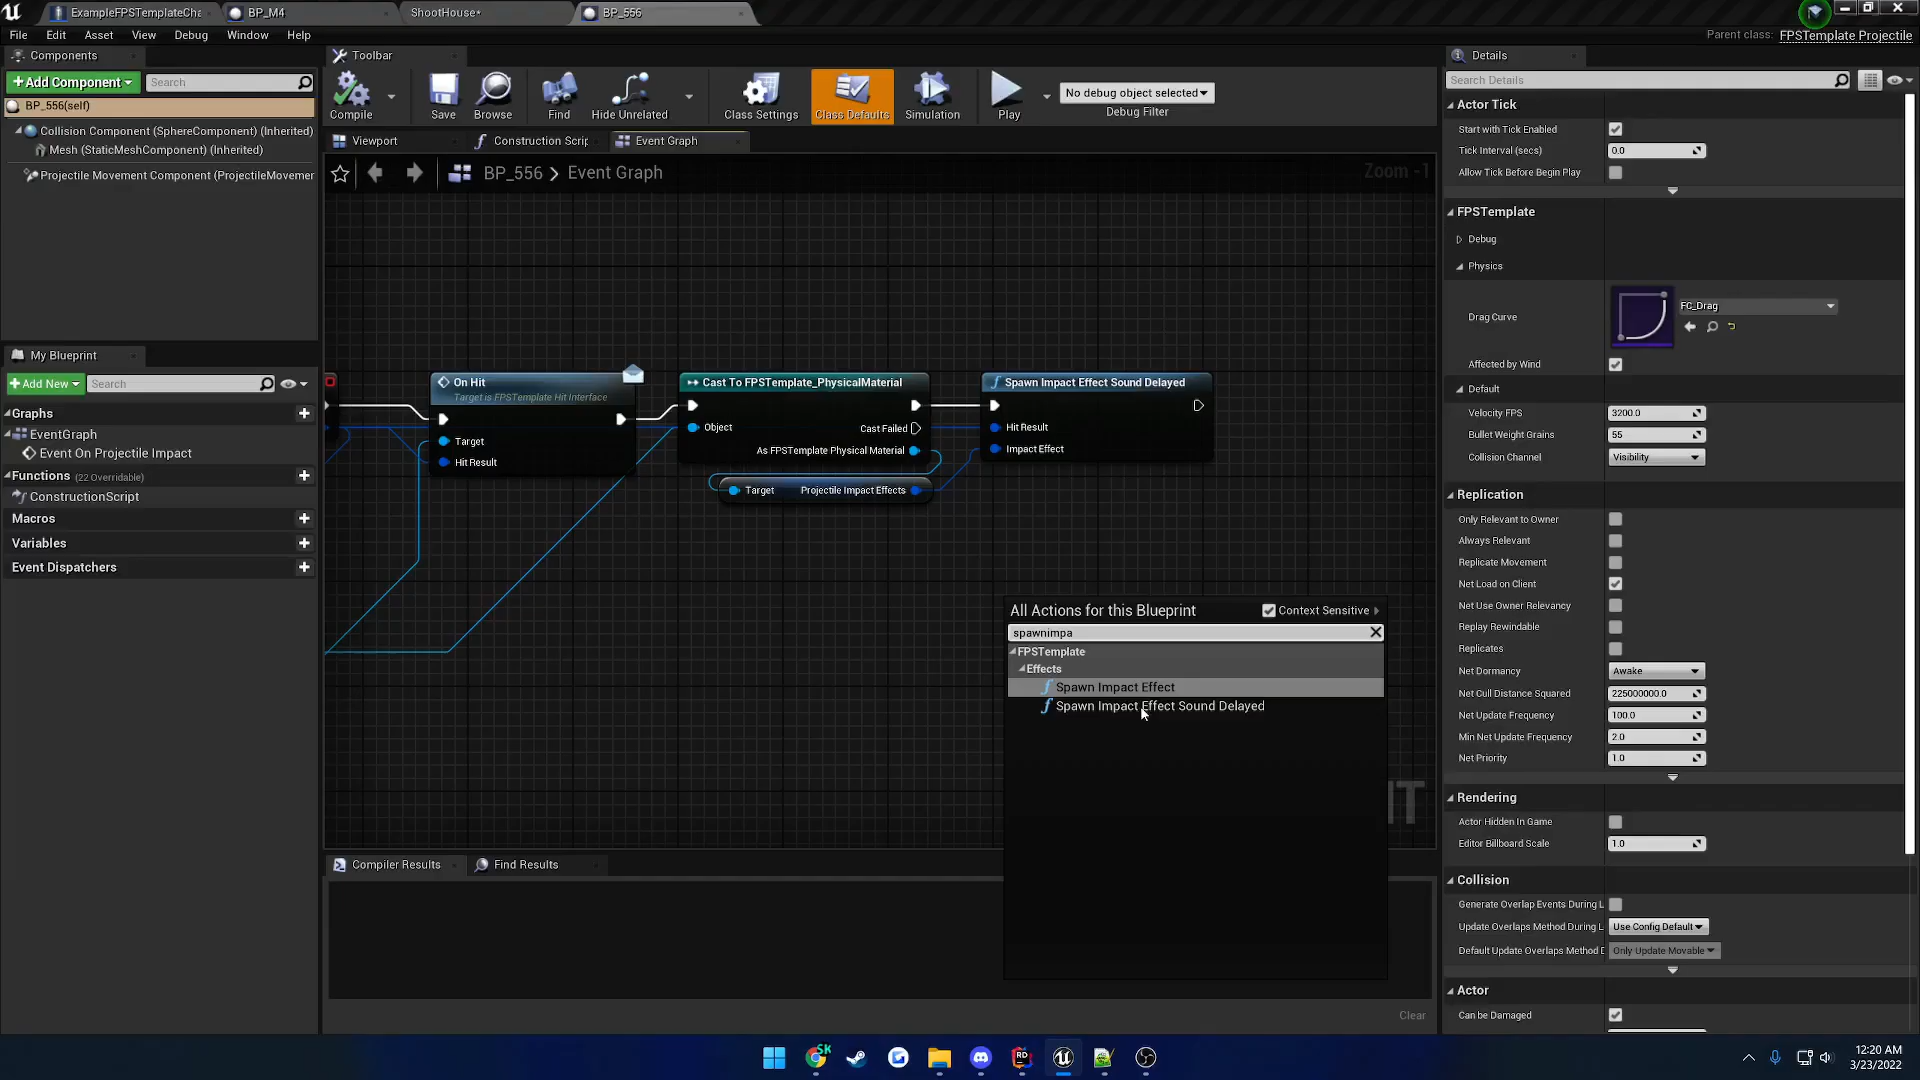 ExampleFPSTemplateCha
BP_M4
ShootHouse*
BP_556
File
Edit
Asset
View
Debug
Window
Help
Parent class: FPSTemplate Projectile
Components
+Add Component
Search
BP_556(self)
Collision Component (SphereComponent) (Inherited)
Mesh (StaticMeshComponent) (Inherited)
Projectile Movement Component (ProjectileMovemer
My Blueprint
+Add New
Search
Graphs
EventGraph
Event On Projectile Impact
Functions (22 Overridable)
ConstructionScript
Macros
Variables
Event Dispatchers
Toolbar
Compile
Save
Browse
Find
Hide Unrelated
Class Settings
Class Defaults
Simulation
Play
No debug object selected
Debug Filter
Viewport
Construction Scrip
Event Graph
BP_556 > Event Graph
Zoom -1
On Hit
Target is FPSTemplate Hit Interface
Target
Hit Result
Cast To FPSTemplate_PhysicalMaterial
Object
Cast Failed
As FPSTemplate Physical Material
Target
Projectile Impact Effects
Spawn Impact Effect Sound Delayed
Hit Result
Impact Effect
All Actions for this Blueprint
Context Sensitive
spawnimpa
FPSTemplate
Effects
Spawn Impact Effect
Spawn Impact Effect Sound Delayed
Compiler Results
Find Results
Clear
Details
Search Details
Actor Tick
Start with Tick Enabled
Tick Interval (secs)
0.0
Allow Tick Before Begin Play
FPSTemplate
Debug
Physics
Drag Curve
FC_Drag
Affected by Wind
Default
Velocity FPS
3200.0
Bullet Weight Grains
55
Collision Channel
Visibility
Replication
Only Relevant to Owner
Always Relevant
Replicate Movement
Net Load on Client
Net Use Owner Relevancy
Replay Rewindable
Replicates
Net Dormancy
Awake
Net Cull Distance Squared
225000000.0
Net Update Frequency
100.0
Min Net Update Frequency
2.0
Net Priority
1.0
Rendering
Actor Hidden In Game
Editor Billboard Scale
1.0
Collision
Generate Overlap Events During L
Update Overlaps Method During L
Use Config Default
Default Update Overlaps Method D
Only Update Movable
Actor
Can be Damaged
12:20 AM
3/23/2022